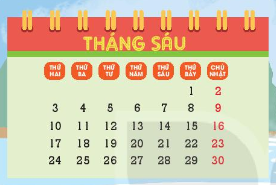 THÁNG SÁU
THỨ HAI THỨ BA THỨ TƯ THỨ NĂM THỨ SÁU THỨ BẢY CHỦ NHẬT
1 2
3 4 5 6 7 8 9
10 11 12 13 14 15 16
17 18 19 20 21 22 23
24 25 26 27 28 29 30